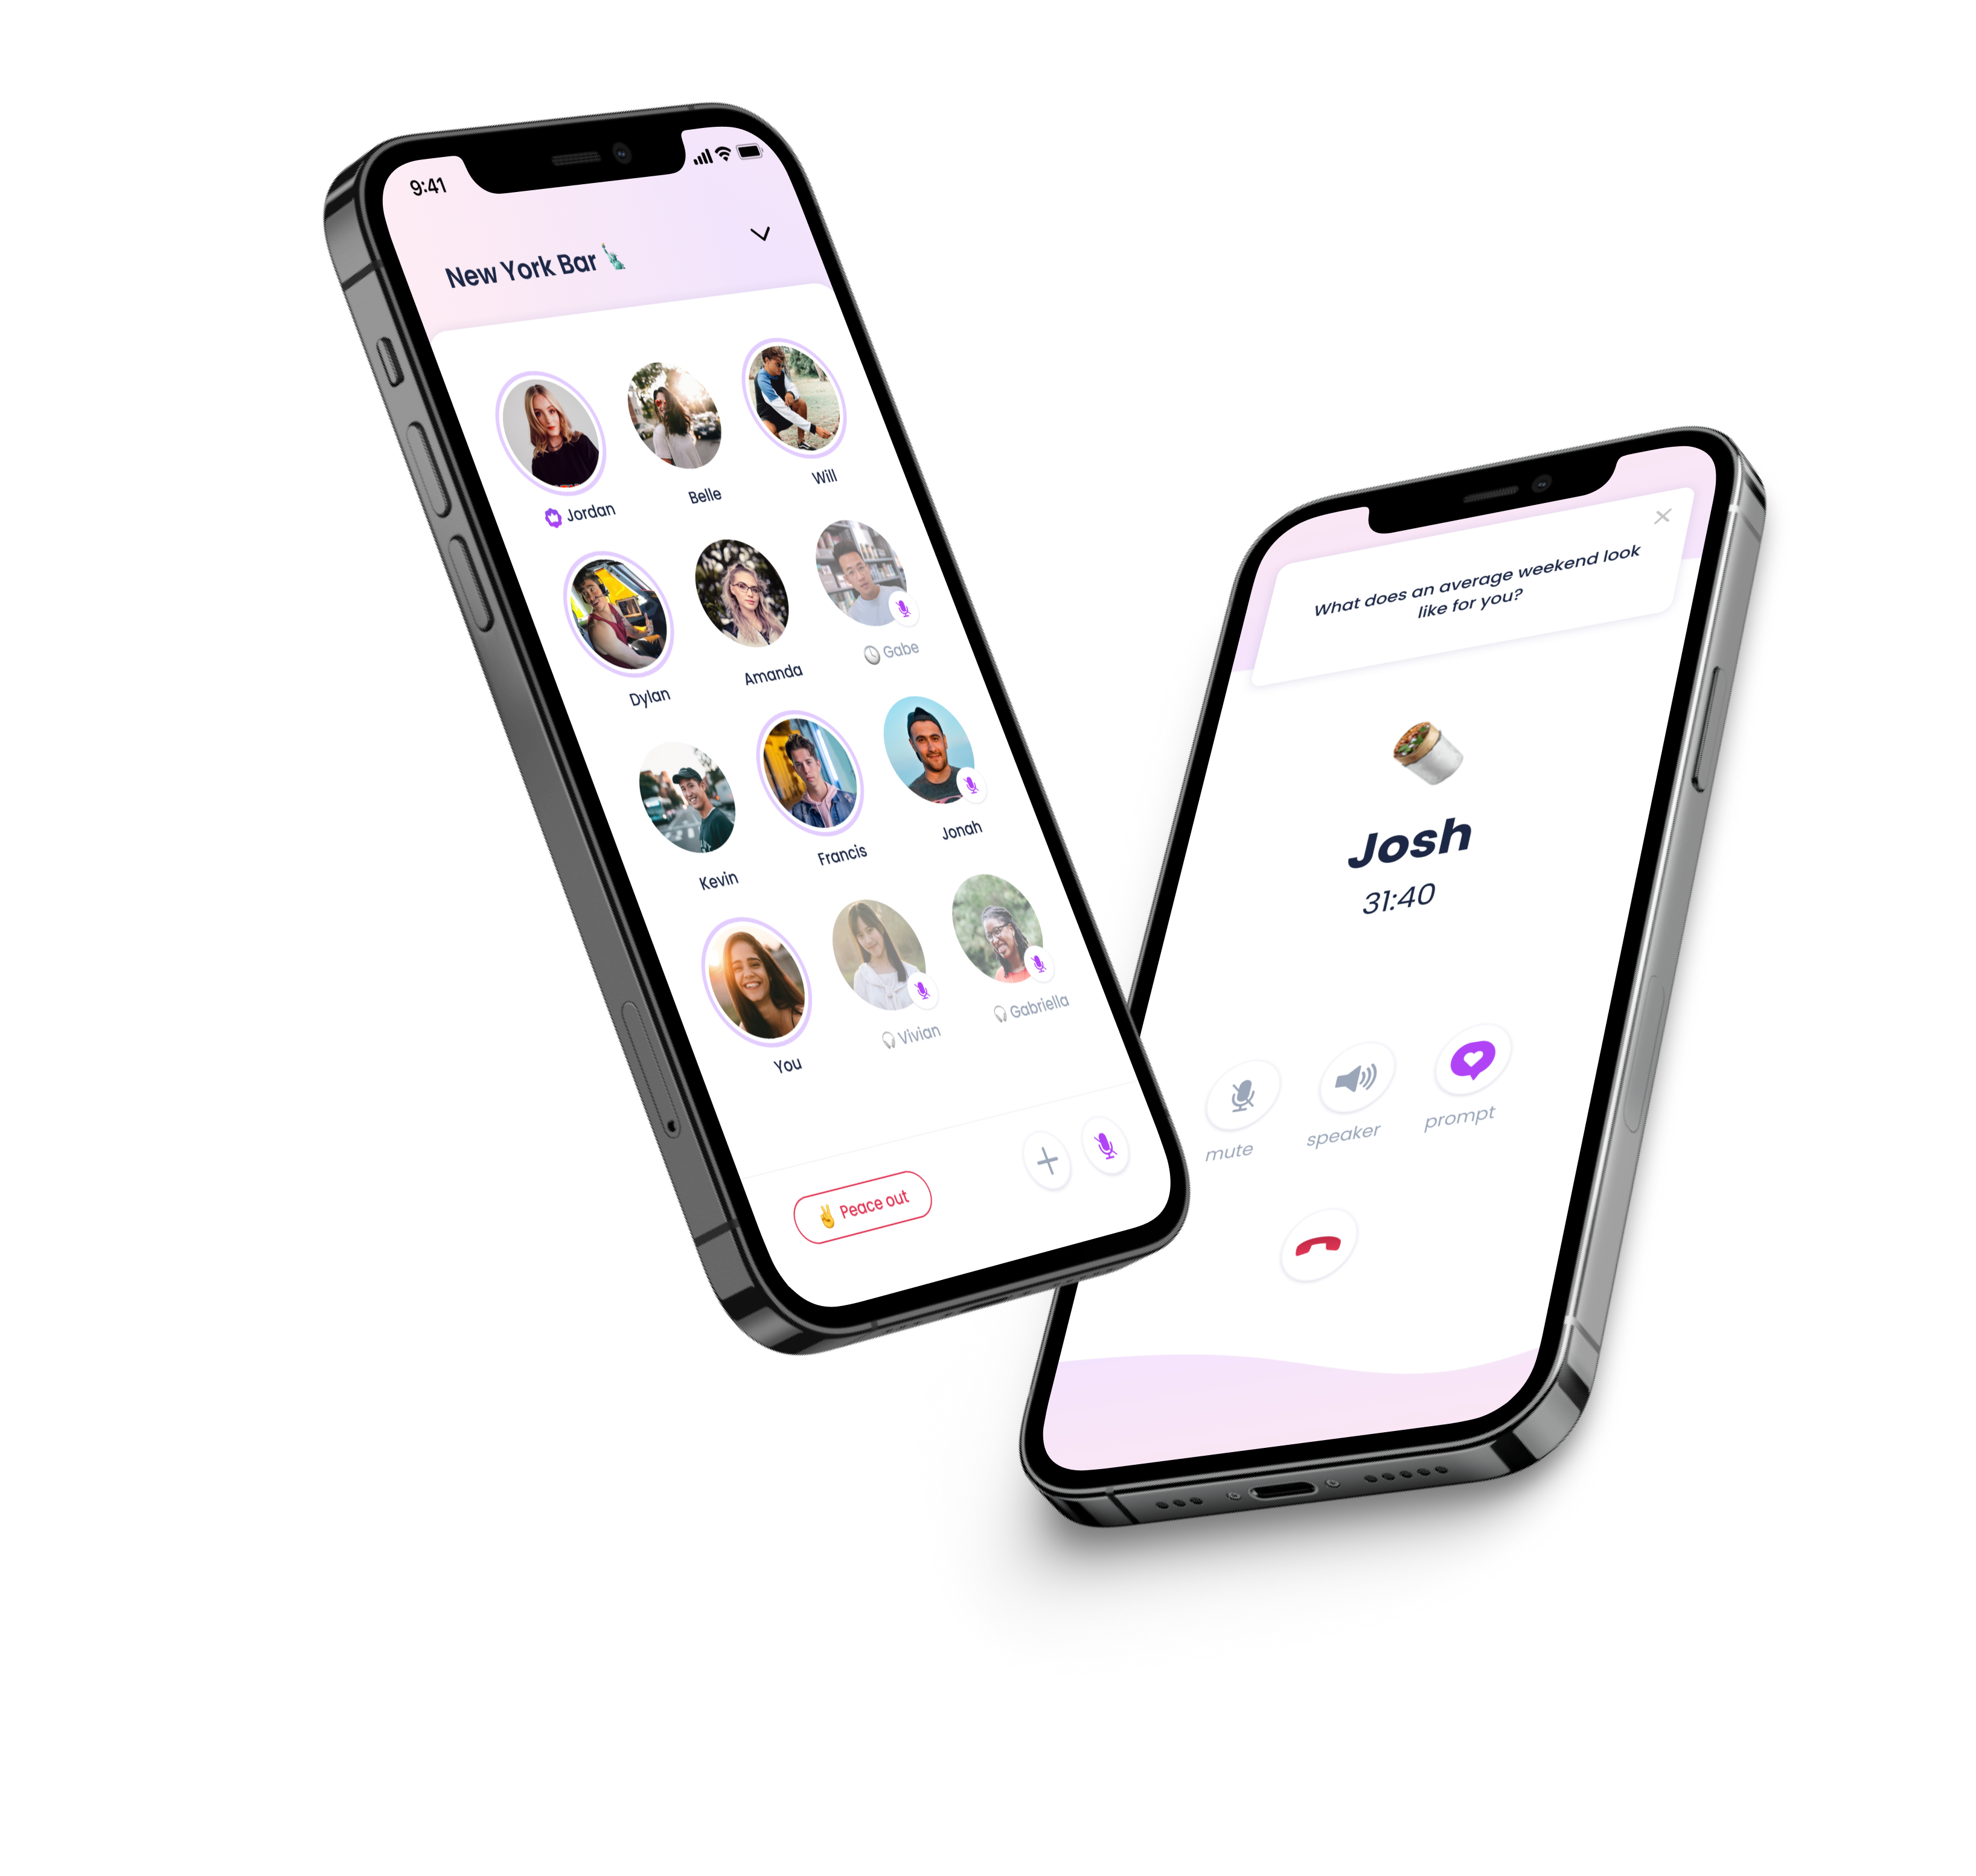 9:41
New York Bar
Jordan
Belle
Will
Dylan
Amanda
Gabe
Kevin
Francis
Jonah
You
Vivian
Gabriella
Peace out
What does an average weekend look
like for you?
Josh
31:40
mute
speaker
prompt